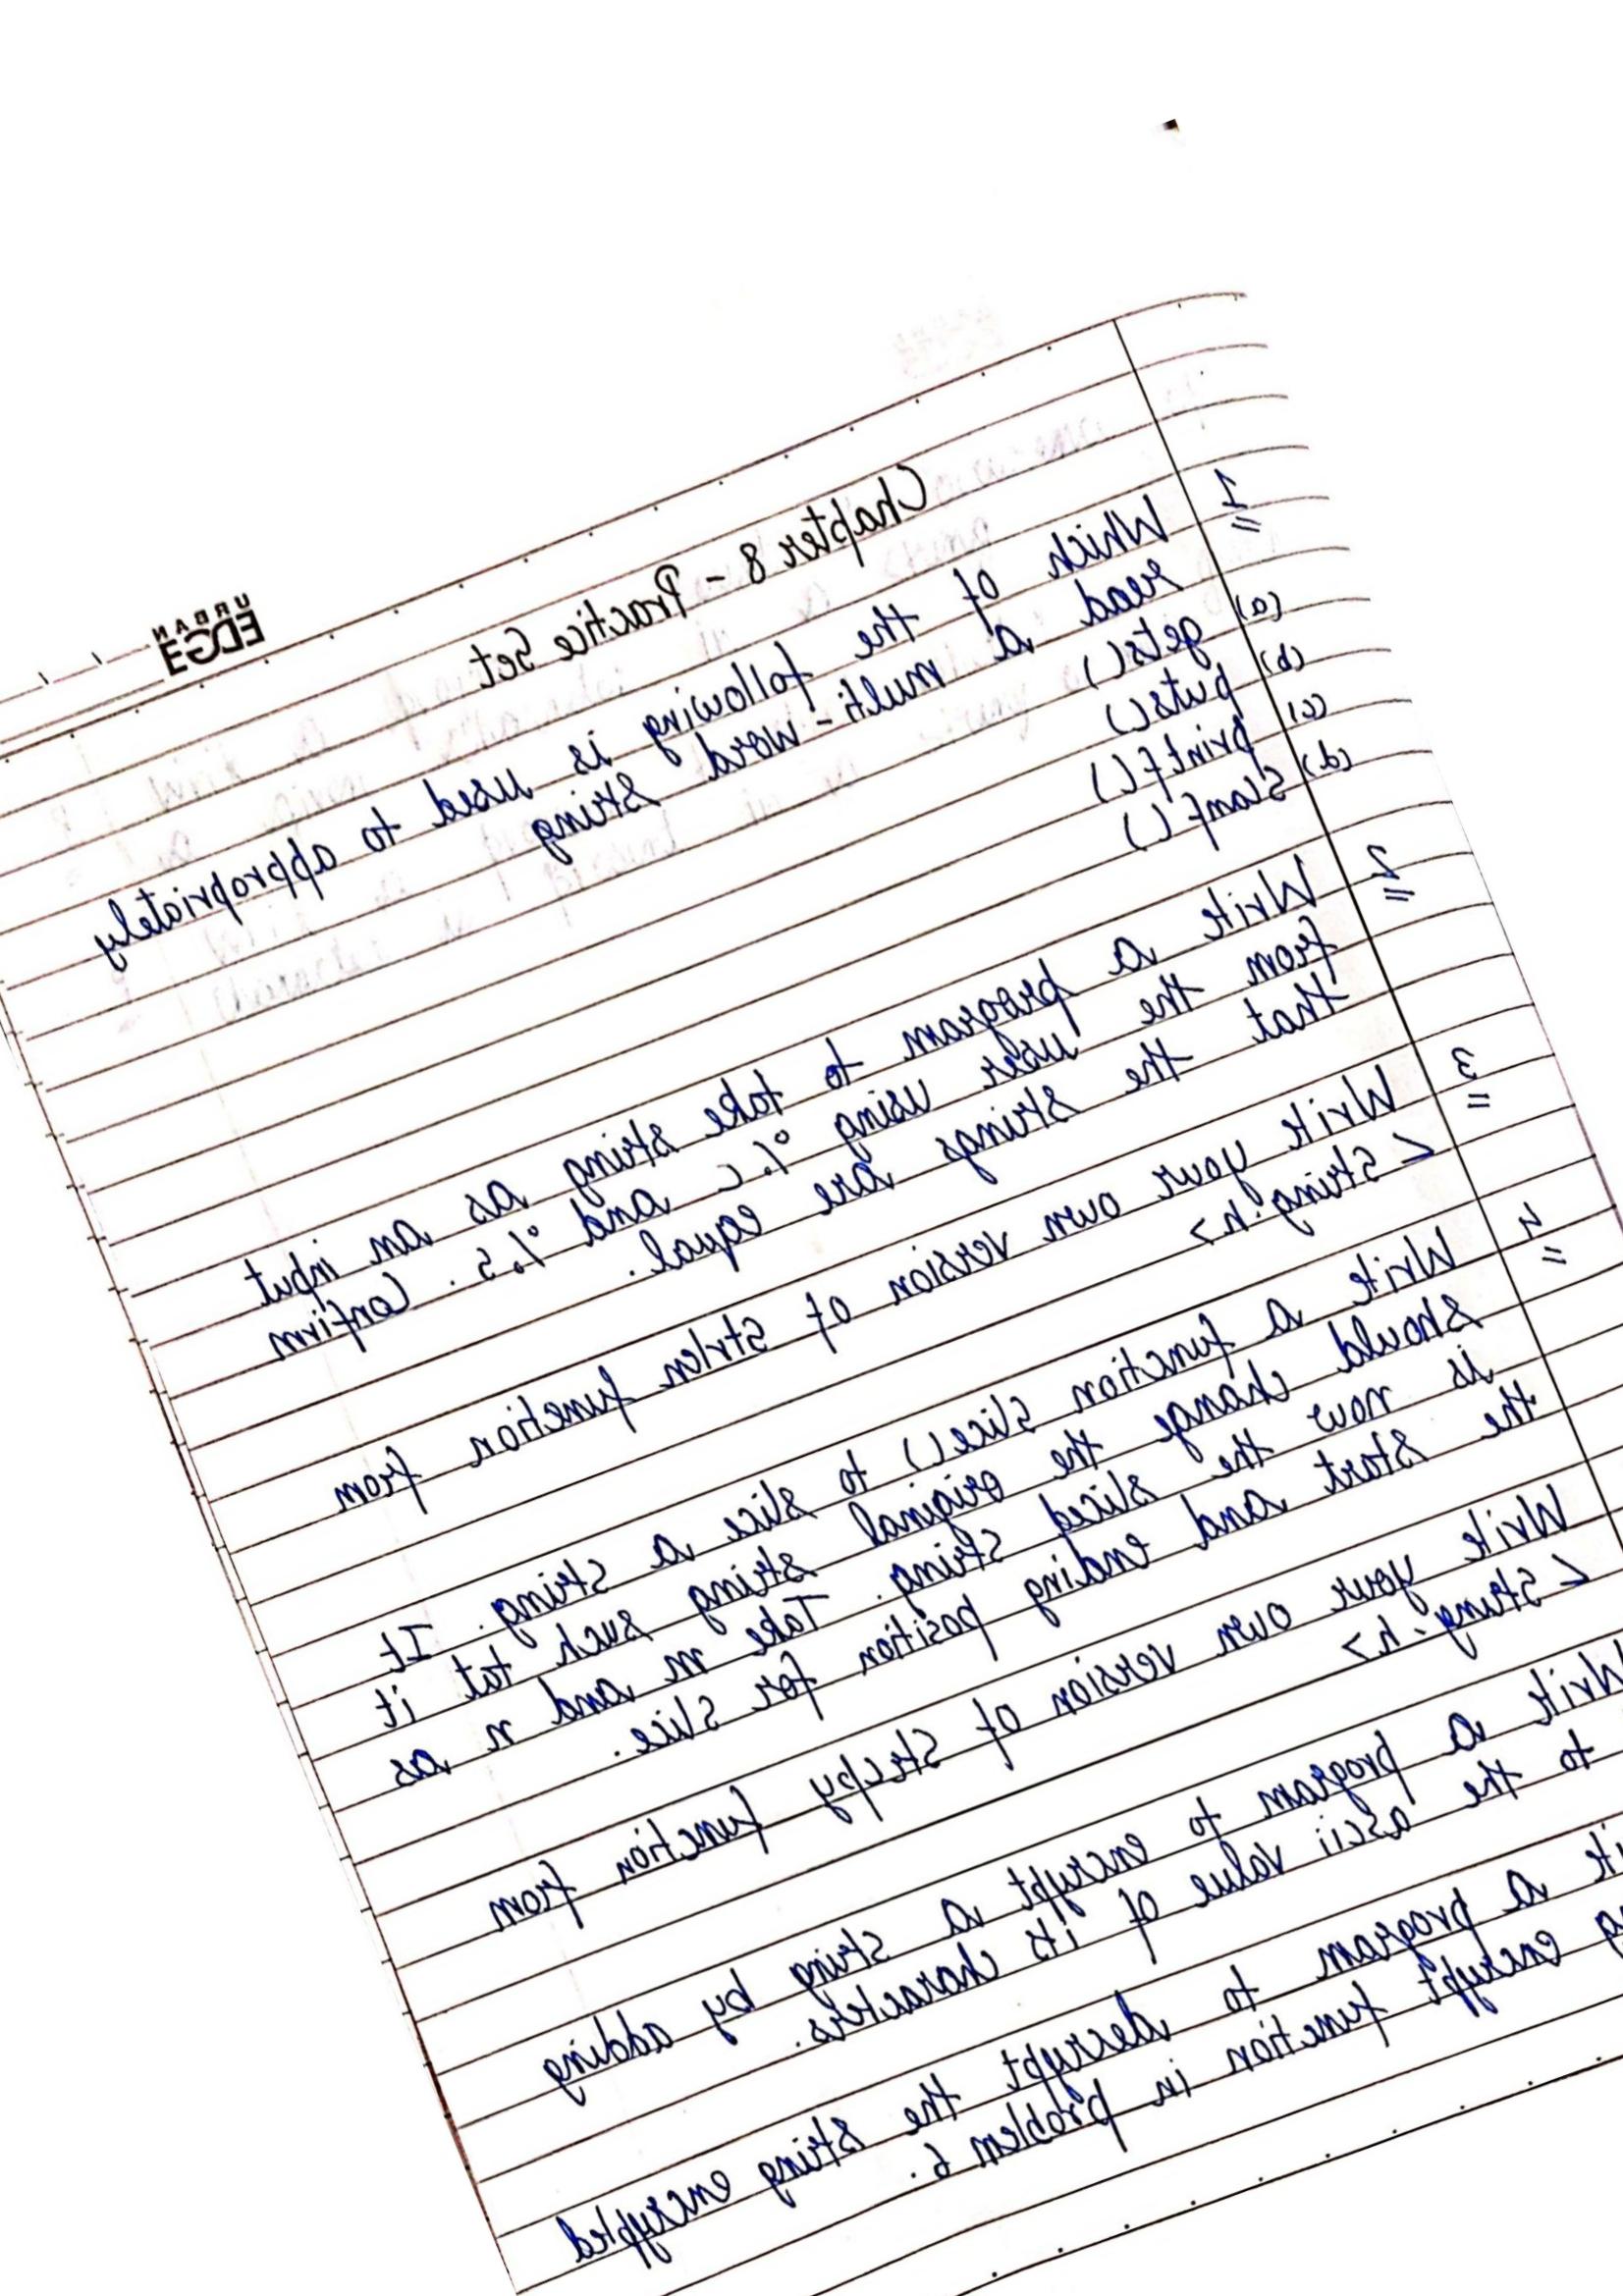 URBAN
EDGE
Chapter 8 - Practice Set
1 Which of the following is used to appropriately
read a multi-word string
(a) gets()
(b) puts()
(c) printf()
(d) Scanf()
2 Write a program to take string as an input
from the user using %c and %s. Confirm
that the strings are equal.
3 Write your own version of strlen function from
<string.h>
4 Write a function slice() to slice a string. It
should change the original string such tat it
is now the sliced string. Take m and n as
the start and ending position for slice.
Write your own version of strcpy function from
<string.h>
Write a program to encrypt a string by adding
to the ascii value of its characters.
a program to decrypt the string encrypted
encrypt function in problem 6.